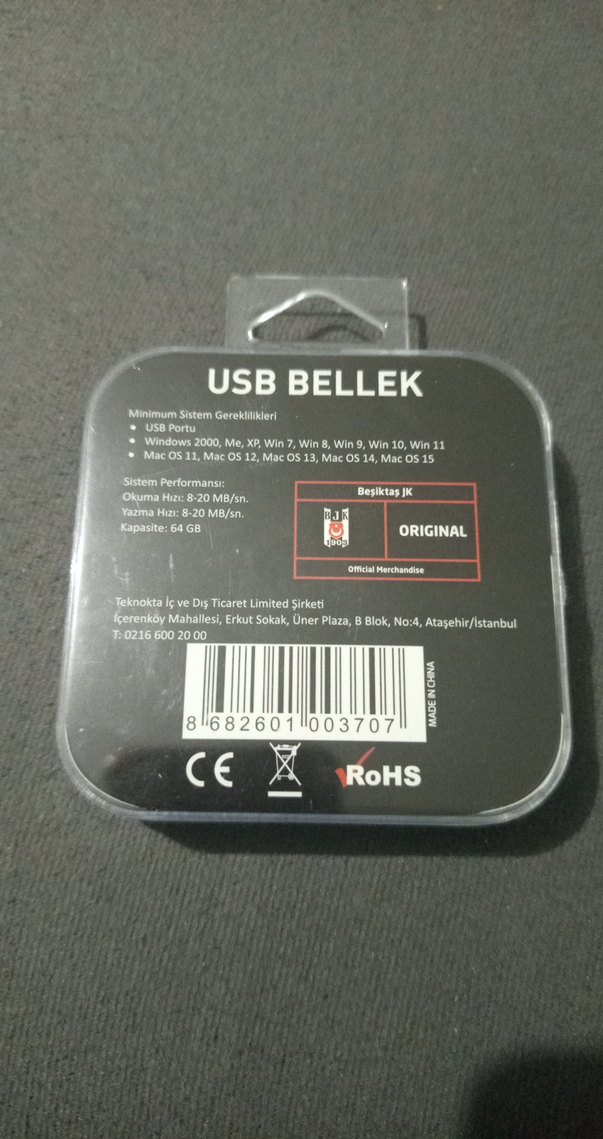 USB BELLEK
Minimum Sistem Gereklilikleri
• USB Portu
• Windows 2000, Me, XP, Win 7, Win 8, Win 9, Win 10, Win 11
• Mac OS 11, Mac OS 12, Mac OS 13, Mac OS 14, Mac OS 15
Sistem Performansı:
Okuma Hızı: 8-20 MB/sn.
Yazma Hızı: 8-20 MB/sn.
Kapasite: 64 GB
Beşiktaş JK
BJK
1903
ORIGINAL
Official Merchandise
Teknokta İç ve Dış Ticaret Limited Şirketi
İçerenköy Mahallesi, Erkut Sokak, Üner Plaza, B Blok, No:4, Ataşehir/İstanbul
T: 0216 600 20 00
8 682601 003707
MADE IN CHINA
CE
RoHS